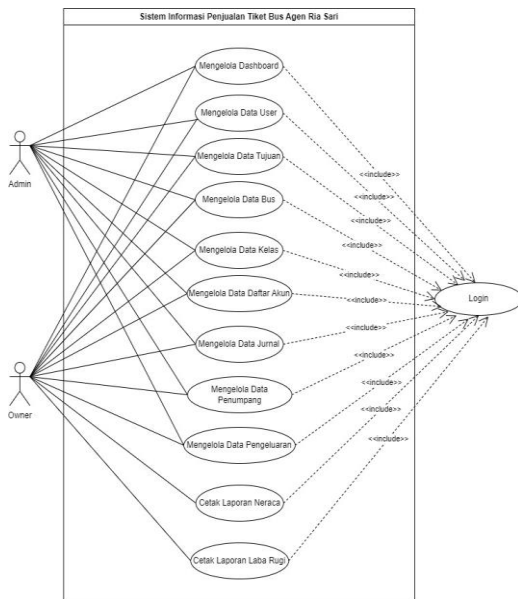 Sistem Informasi Penjualan Tiket Bus Agen Ria Sari
Mengelola Dashboard
Mengelola Data User
Mengelola Data Tujuan
Mengelola Data Bus
Mengelola Data Kelas
Mengelola Data Daftar Akun
Mengelola Data Jurnal
Mengelola Data
Penumpang
Mengelola Data Pengeluaran
Cetak Laporan Neraca
Cetak Laporan Laba Rugi
Admin
Owner
<<include>>
<<include>>
<<include>>
<<include>>
<<include>>
<<include>>
<<include>>
<<include>>
<<include>>
<<include>>
<<include>>
Login